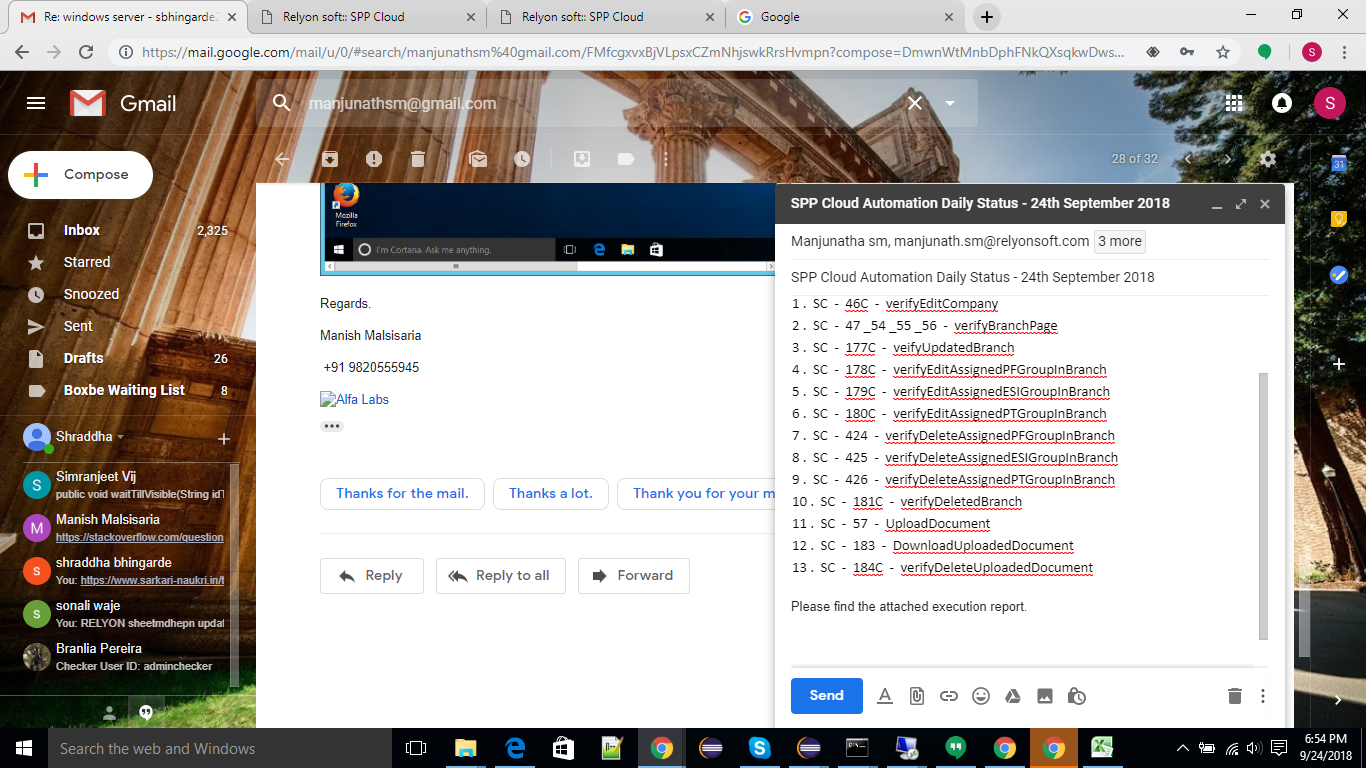 Re: windows server - sbhingarde
Relyon soft:: SPP Cloud
Relyon soft:: SPP Cloud
Google
https://mail.google.com/mail/u/0/#search/manjunathsm%40gmail.com/FMfcgxvxBjVLpsxCZmNhjswkRrsHvmpn?compose=DmwnWtMnbDphFNkQXsqkwDws...
S
Gmail
manjunathsm@gmail.com
S
Compose
28 of 32
31
Inbox 2,325
Starred
Snoozed
Sent
Drafts 26
Boxbe Waiting List 8
Shraddha
S
Simranjeet Vij
public void waitTillVisible(String id
M
Manish Malsisaria
https://stackoverflow.com/question
s
shraddha bhingarde
You: https://www.sarkari-naukri.in/
s
sonali waje
You: RELYON sheetmdhepn updat
Branlia Pereira
Checker User ID: adminchecker
Mozilla
Firefox
I'm Cortana. Ask me anything.
Regards.
Manish Malsisaria
+91 9820555945
Alfa Labs
Thanks for the mail.
Thanks a lot.
Thank you for your m
Reply
Reply to all
Forward
SPP Cloud Automation Daily Status - 24th September 2018
Manjunatha sm, manjunath.sm@relyonsoft.com 3 more
SPP Cloud Automation Daily Status - 24th September 2018
1. SC - 46C - verifyEditCompany
2. SC - 47 _54 _55 _56 - verifyBranchPage
3. SC - 177C - veifyUpdatedBranch
4. SC - 178C - verifyEditAssignedPFGroupInBranch
5. SC - 179C - verifyEditAssignedESIGroupInBranch
6. SC - 180C - verifyEditAssignedPTGroupInBranch
7. SC - 424 - verifyDeleteAssignedPFGroupInBranch
8. SC - 425 - verifyDeleteAssignedESIGroupInBranch
9. SC - 426 - verifyDeleteAssignedPTGroupInBranch
10. SC - 181C - verifyDeletedBranch
11. SC - 57 - UploadDocument
12. SC - 183 - DownloadUploadedDocument
13. SC - 184C - verifyDeleteUploadedDocument
Please find the attached execution report.
Send
Search the web and Windows
6:54 PM
9/24/2018